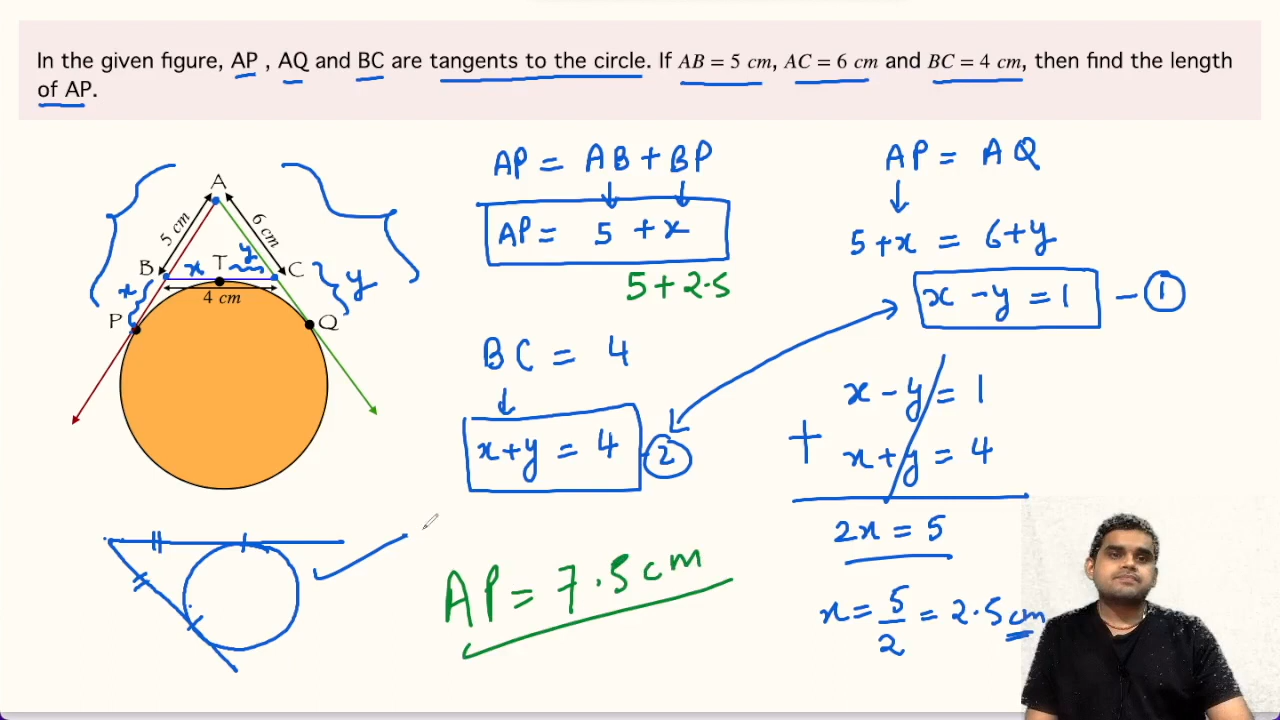 In the given figure, AP , AQ and BC are tangents to the circle. If AB = 5 cm, AC = 6 cm and BC = 4 cm, then find the length
of AP.
A
5 cm
6 cm
B
x
T
y
C
4 cm
x
y
P
Q
AP = AB + BP
AP = 5 + x
5 + 2.5
BC = 4
x+y = 4
2
AP = 7.5 cm
AP = AQ
5+x = 6+y
x - y = 1 - 1
x - y = 1
+ x + y = 4
2x = 5
x = 5/2 = 2.5 cm